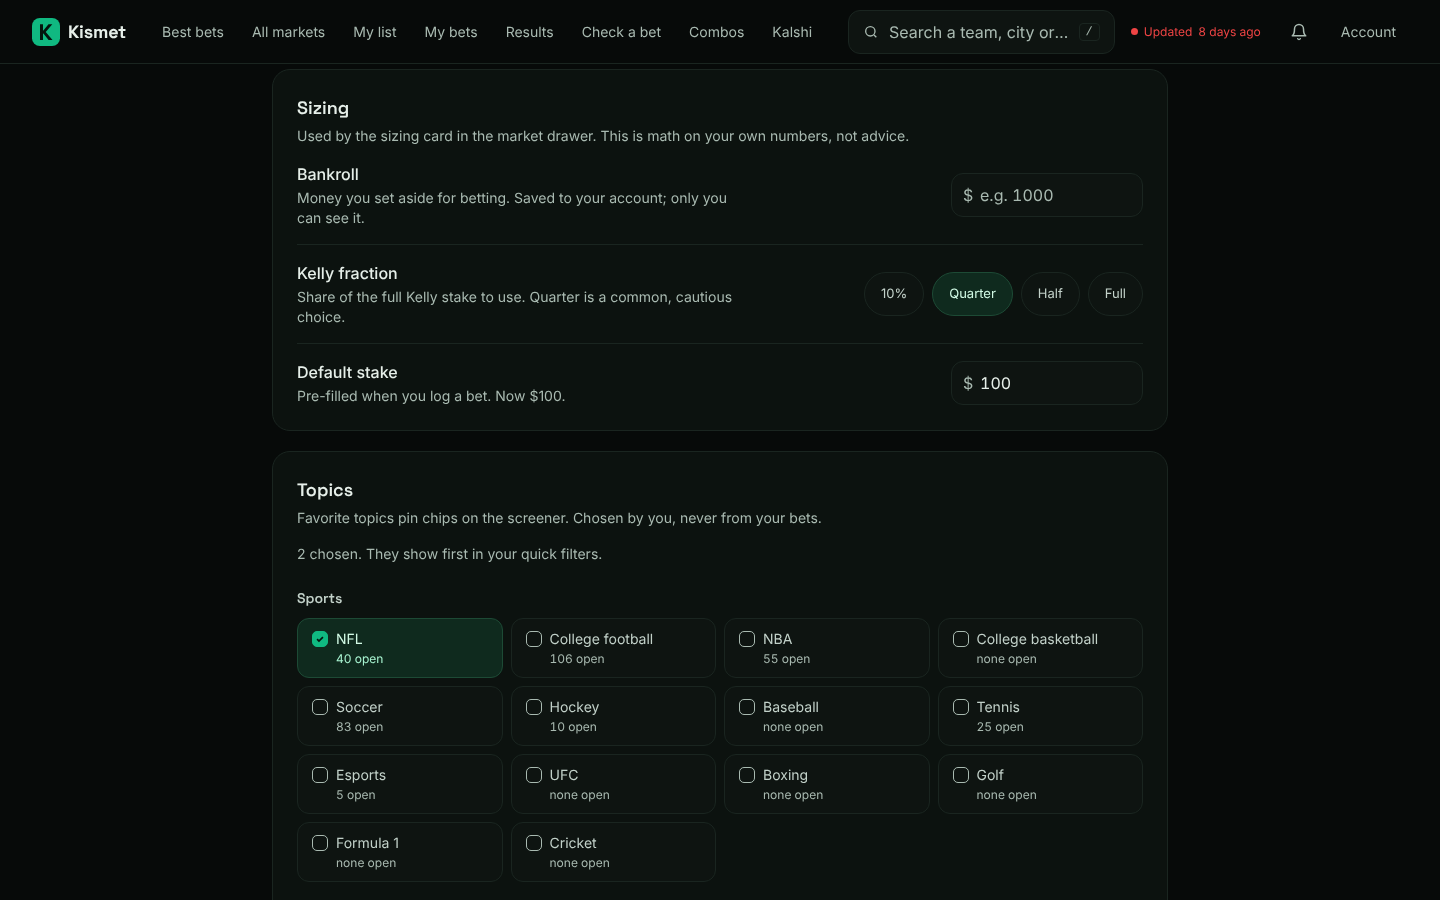 K Kismet
Best bets
All markets
My list
My bets
Results
Check a bet
Combos
Kalshi
Search a team, city or... /
Updated 8 days ago
Account
Sizing
Used by the sizing card in the market drawer. This is math on your own numbers, not advice.
Bankroll
Money you set aside for betting. Saved to your account; only you
can see it.
$ e.g. 1000
Kelly fraction
Share of the full Kelly stake to use. Quarter is a common, cautious
choice.
10%
Quarter
Half
Full
Default stake
Pre-filled when you log a bet. Now $100.
$ 100
Topics
Favorite topics pin chips on the screener. Chosen by you, never from your bets.
2 chosen. They show first in your quick filters.
Sports
NFL
40 open
College football
106 open
NBA
55 open
College basketball
none open
Soccer
83 open
Hockey
10 open
Baseball
none open
Tennis
25 open
Esports
5 open
UFC
none open
Boxing
none open
Golf
none open
Formula 1
none open
Cricket
none open